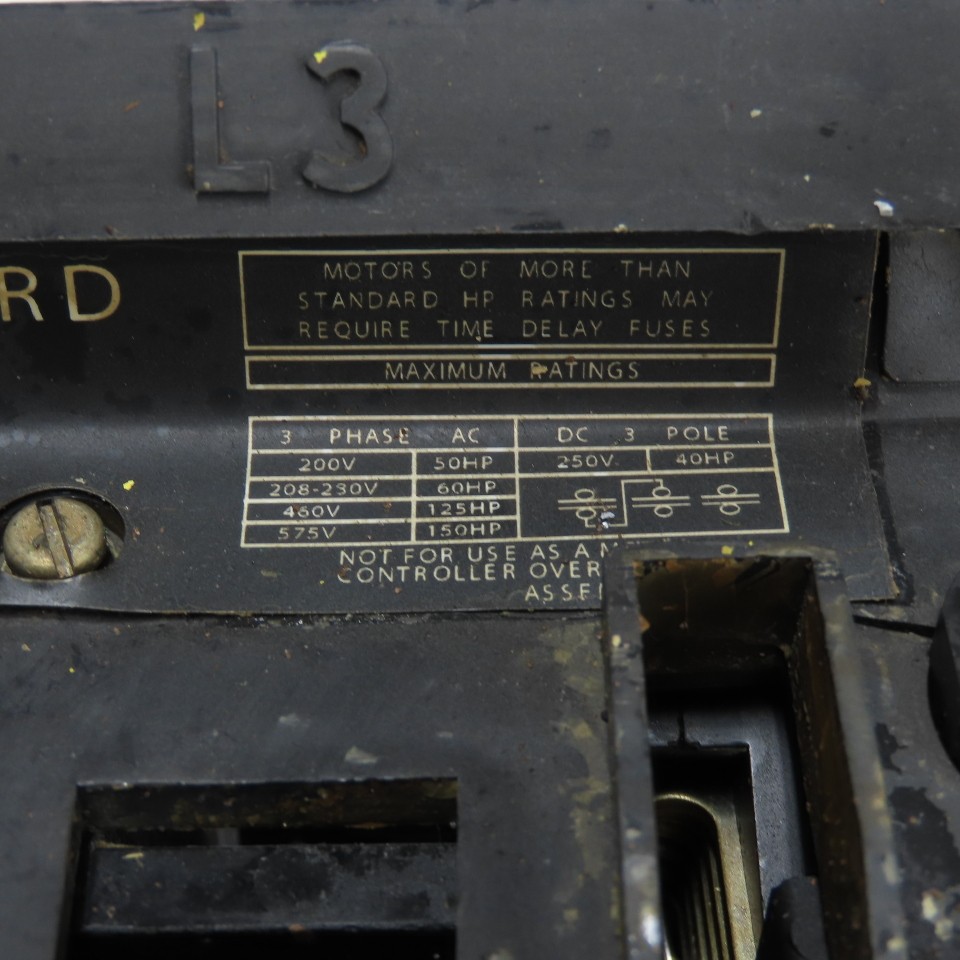 L3
RD
MOTORS OF MORE THAN
STANDARD HP RATINGS MAY
REQUIRE TIME DELAY FUSES
MAXIMUM RATINGS
3 PHASE AC DC 3 POLE
200V 50HP 250V 40HP
208-230V 60HP
460V 125HP
575V 150HP
NOT FOR USE AS A
CONTROLLER OVER